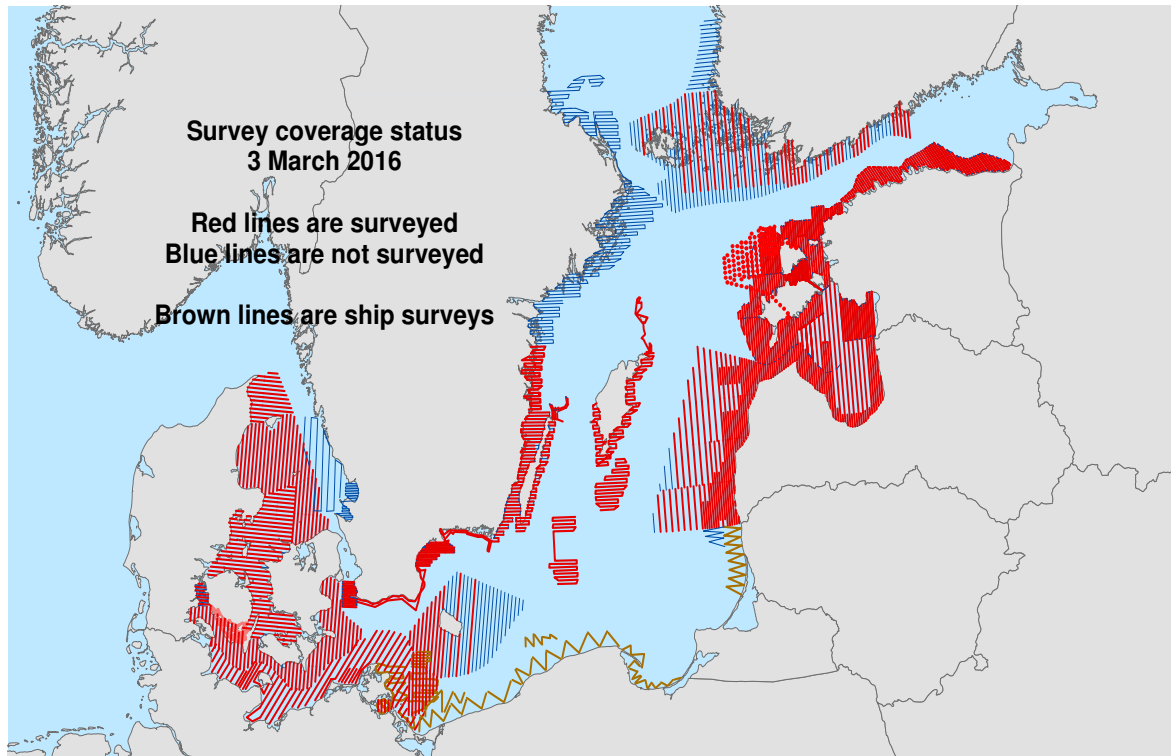 Survey coverage status
3 March 2016
Red lines are surveyed
Blue lines are not surveyed
Brown lines are ship surveys